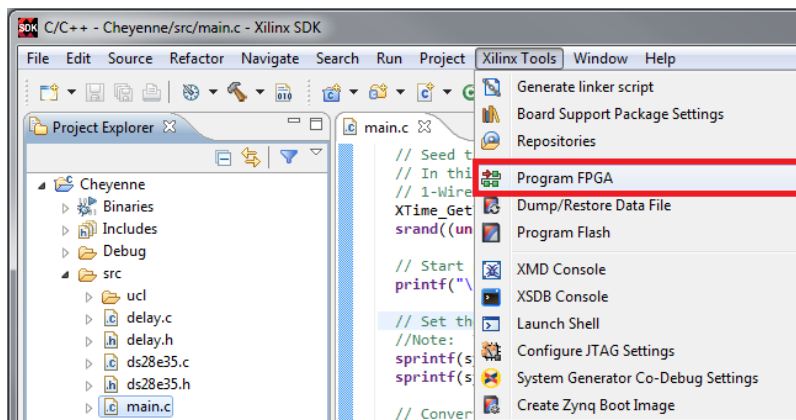 SDK C/C++ - Cheyenne/src/main.c - Xilinx SDK
File Edit Source Refactor Navigate Search Run Project Xilinx Tools Window Help
Project Explorer
Cheyenne
Binaries
Includes
Debug
src
ucl
delay.c
delay.h
ds28e35.c
ds28e35.h
main.c
main.c
// Seed t
// In thi
// 1-Wire
XTime_Get
srand((un
// Start
printf("\
// Set th
//Note:
sprintf(s
sprintf(s
// Conver
Generate linker script
Board Support Package Settings
Repositories
Program FPGA
Dump/Restore Data File
Program Flash
XMD Console
XSDB Console
Launch Shell
Configure JTAG Settings
System Generator Co-Debug Settings
Create Zynq Boot Image